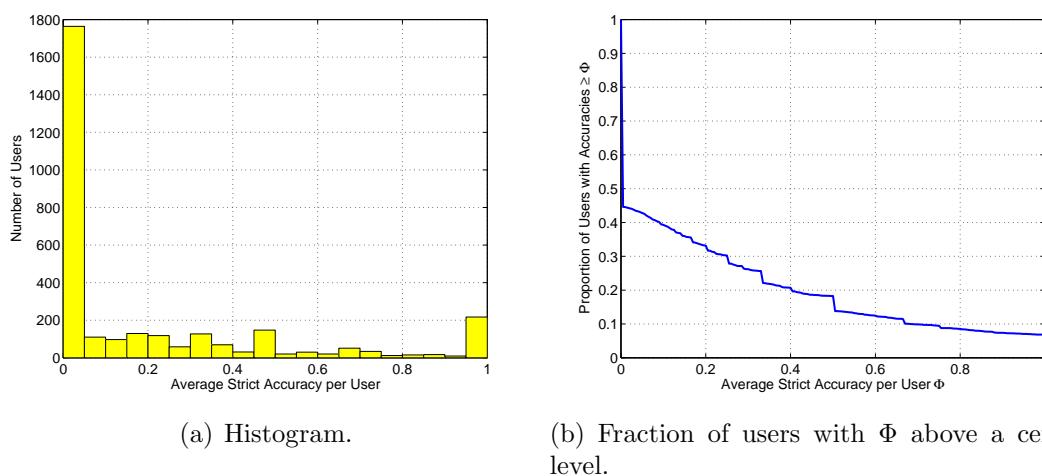 1800
1600
1400
1200
1000
800
600
400
200
0
Number of Users
0 0.2 0.4 0.6 0.8 1
Average Strict Accuracy per User
(a) Histogram.
1
0.9
0.8
0.7
0.6
0.5
0.4
0.3
0.2
0.1
0
Proportion of Users with Accuracies ≥ Φ
0 0.2 0.4 0.6 0.8
Average Strict Accuracy per User Φ
(b) Fraction of users with Φ above a
level.